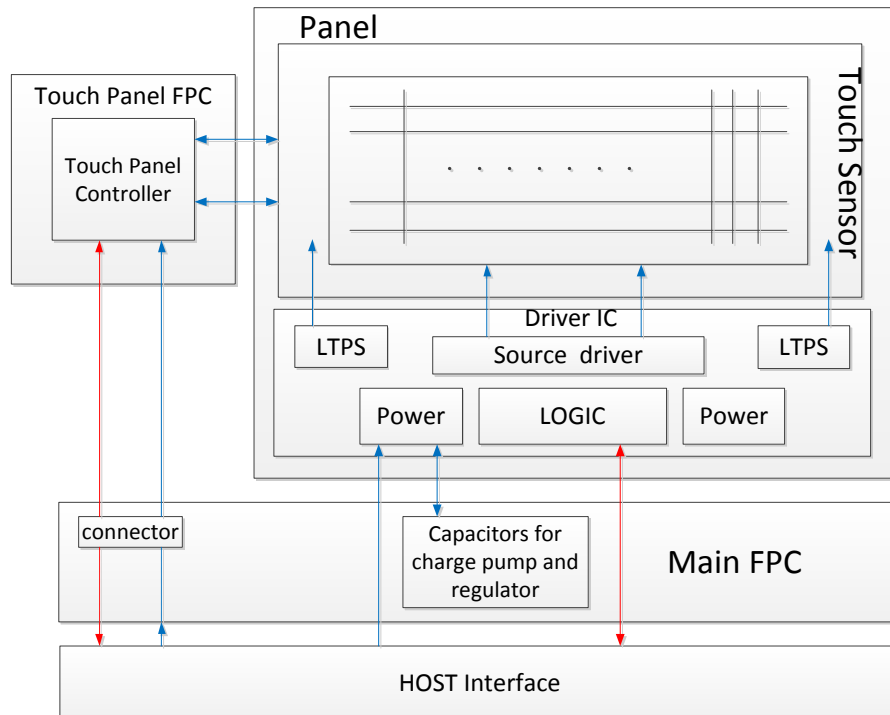 Panel
Touch Panel FPC
Touch Panel
Controller
Touch Sensor
Driver IC
LTPS
Source driver
LTPS
Power
LOGIC
Power
connector
Capacitors for
charge pump and
regulator
Main FPC
HOST Interface